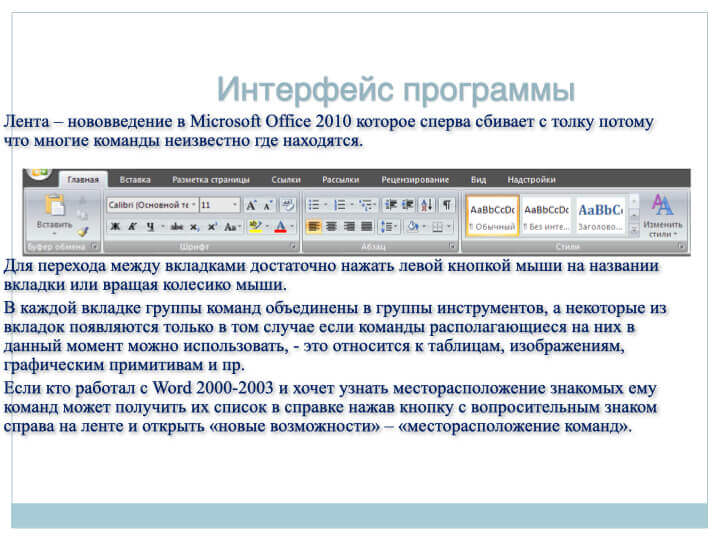 Интерфейс программы
Лента – нововведение в Microsoft Office 2010 которое сперва сбивает с толку потому
что многие команды неизвестно где находятся.
Главная Вставка Разметка страницы Ссылки Рассылки Рецензирование Вид Надстройки
Calibri (Основной те 11
AaBbCcDc AaBbCcDc AaBbCc
Вставить
Ж К Ч abc x₂ x² Aa
¶ Обычный ¶ Без инте... Заголово...
Изменить
стили
Буфер обмена Шрифт Абзац Стили
Для перехода между вкладками достаточно нажать левой кнопкой мыши на названии
вкладки или вращая колесико мыши.
В каждой вкладке группы команд объединены в группы инструментов, а некоторые из
вкладок появляются только в том случае если команды располагающиеся на них в
данный момент можно использовать, - это относится к таблицам, изображениям,
графическим примитивам и пр.
Если кто работал с Word 2000-2003 и хочет узнать месторасположение знакомых ему
команд может получить их список в справке нажав кнопку с вопросительным знаком
справа на ленте и открыть «новые возможности» – «месторасположение команд».